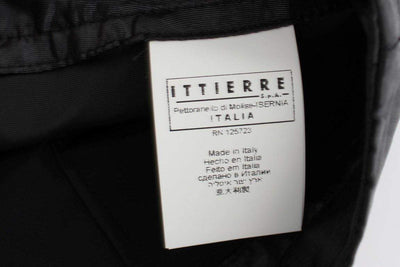 ITTIERRE
S.p.A.
Pettoranello di Molise-ISERNIA
ITALIA
RN 125723
Made in Italy
Hecho en Italia
Feito em Italia
сделано в Италии
意大利製